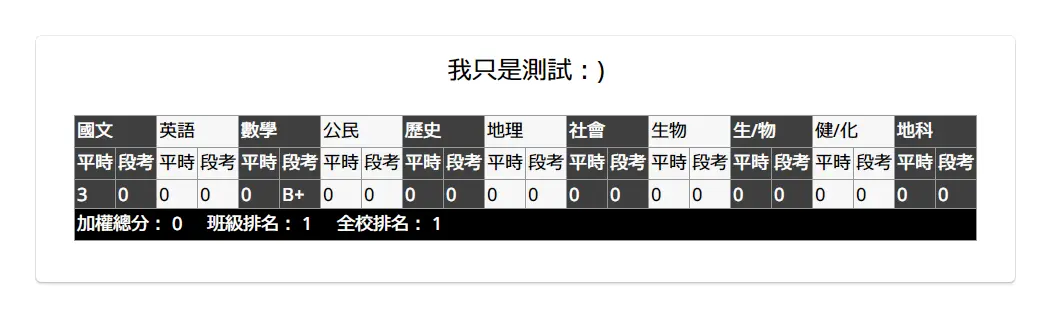 我只是測試：)
國文 英語 數學 公民 歷史 地理 社會 生物 生/物 健/化 地科
平時 段考 平時 段考 平時 段考 平時 段考 平時 段考 平時 段考 平時 段考 平時 段考 平時 段考 平時 段考 平時 段考
3 0 0 0 0 B+ 0 0 0 0 0 0 0 0 0 0 0 0 0 0 0 0
加權總分： 0 班級排名： 1 全校排名： 1